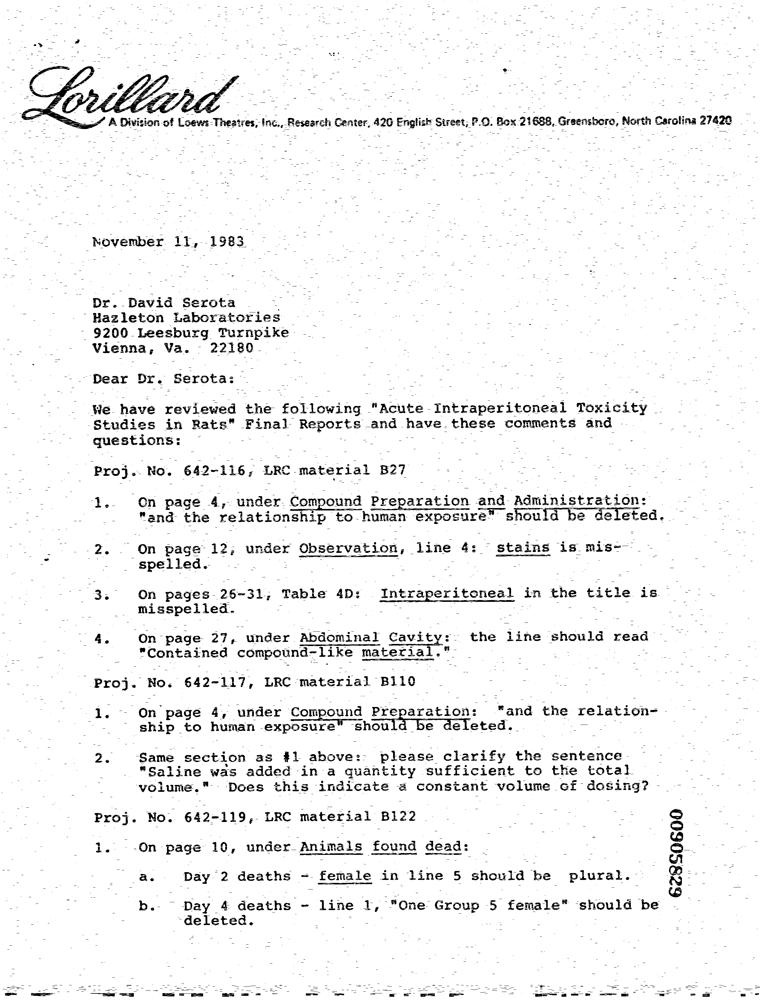 Lorillard
A Division of Loews Theatres, Inc., Research Center, 420 English Street, P.O. Box 21688, Greensboro, North Carolina 27420
November 11, 1983
Dr. David Serota
Hazleton Laboratories
9200 Leesburg Turnpike
Vienna, Va. 22180
Dear Dr. Serota:
We have reviewed the following "Acute Intraperitoneal Toxicity
Studies in Rats" Final Reports and have these comments and
questions:
Proj. No. 642-116, LRC material B27
1. On page 4, under Compound Preparation and Administration:
"and the relationship to human exposure" should be deleted.
2. On page 12, under Observation, line 4: stains is mis-
spelled.
3. On pages 26-31, Table 4D: Intraperitoneal in the title is
misspelled.
4. On page 27, under Abdominal Cavity: the line should read
"Contained compound-like material."
Proj. No. 642-117, LRC material B110
1. On page 4, under Compound Preparation: "and the relation-
ship to human exposure" should be deleted.
2. Same section as #1 above: please clarify the sentence
"Saline was added in a quantity sufficient to the total
volume." Does this indicate a constant volume of dosing?
Proj. No. 642-119, LRC material B122
1. On page 10, under Animals found dead:
a. Day 2 deaths - female in line 5 should be plural.
b. Day 4 deaths - line 1, "One Group 5 female" should be
deleted.
00905829